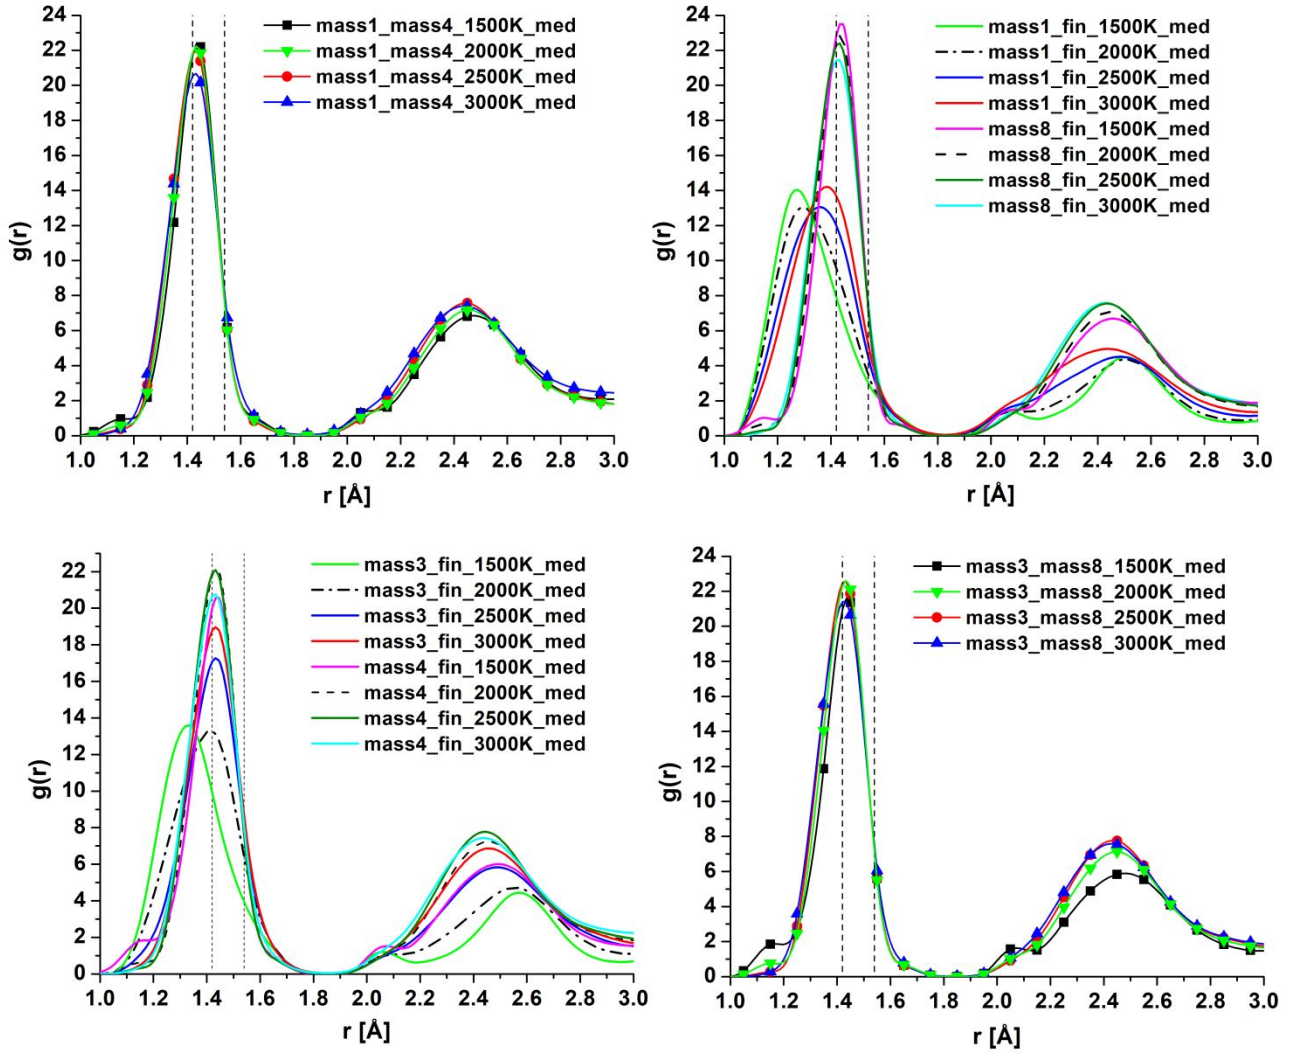 24
22
20
18
16
14
12
10
8
6
4
2
0
g(r)
mass1_mass4_1500K_med
mass1_mass4_2000K_med
mass1_mass4_2500K_med
mass1_mass4_3000K_med
1.0 1.2 1.4 1.6 1.8 2.0 2.2 2.4 2.6 2.8 3.0
r [Å]
24
22
20
18
16
14
12
10
8
6
4
2
0
g(r)
mass1_fin_1500K_med
mass1_fin_2000K_med
mass1_fin_2500K_med
mass1_fin_3000K_med
mass8_fin_1500K_med
mass8_fin_2000K_med
mass8_fin_2500K_med
mass8_fin_3000K_med
1.0 1.2 1.4 1.6 1.8 2.0 2.2 2.4 2.6 2.8 3.0
r [Å]
22
20
18
16
14
12
10
8
6
4
2
0
g(r)
mass3_fin_1500K_med
mass3_fin_2000K_med
mass3_fin_2500K_med
mass3_fin_3000K_med
mass4_fin_1500K_med
mass4_fin_2000K_med
mass4_fin_2500K_med
mass4_fin_3000K_med
1.0 1.2 1.4 1.6 1.8 2.0 2.2 2.4 2.6 2.8 3.0
r [Å]
24
22
20
18
16
14
12
10
8
6
4
2
0
g(r)
mass3_mass8_1500K_med
mass3_mass8_2000K_med
mass3_mass8_2500K_med
mass3_mass8_3000K_med
1.0 1.2 1.4 1.6 1.8 2.0 2.2 2.4 2.6 2.8 3.0
r [Å]